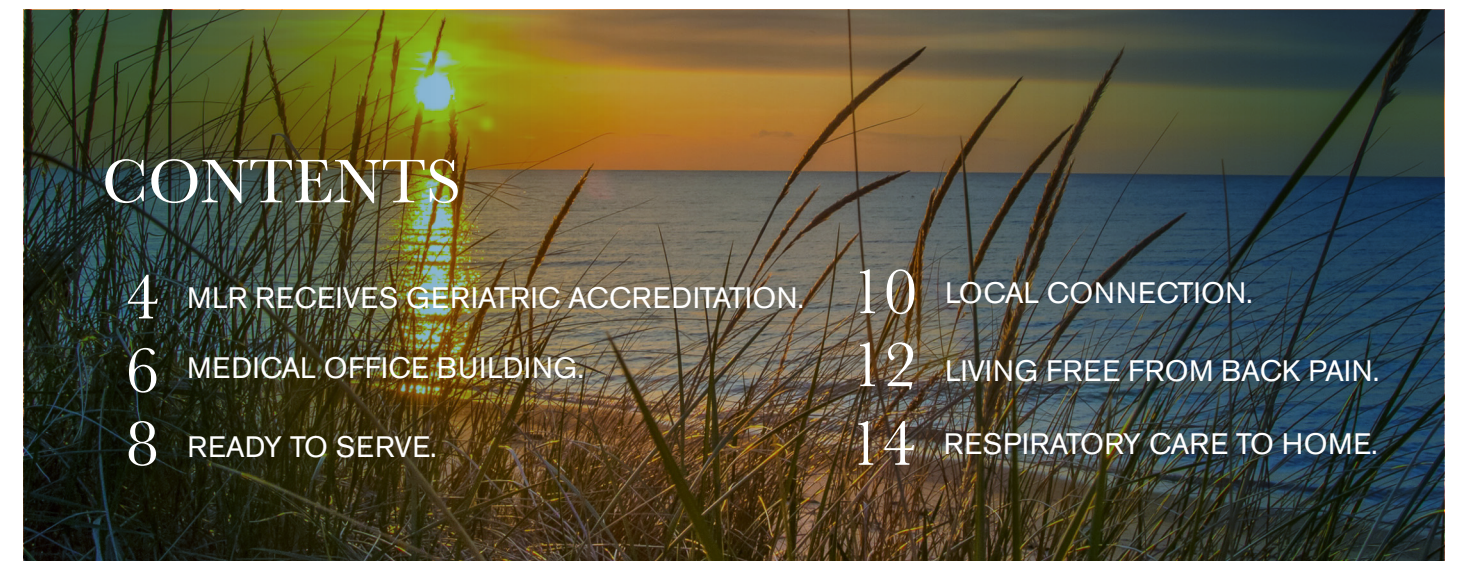 CONTENTS
4 MLR RECEIVES GERIATRIC ACCREDITATION.
6 MEDICAL OFFICE BUILDING.
8 READY TO SERVE.
10 LOCAL CONNECTION.
12 LIVING FREE FROM BACK PAIN.
14 RESPIRATORY CARE TO HOME.